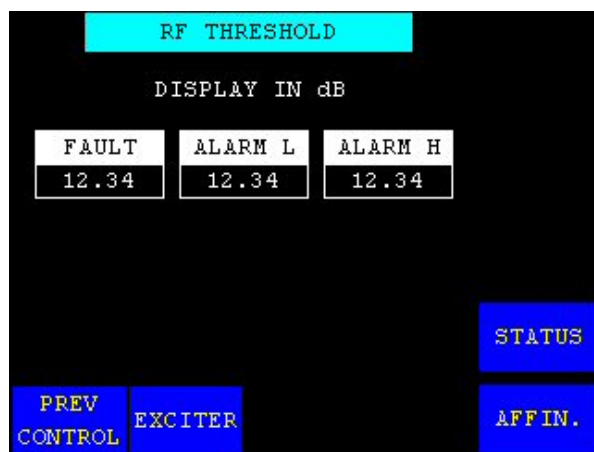 RF THRESHOLD
DISPLAY IN dB
FAULT ALARM L ALARM H
12.34 12.34 12.34
STATUS
PREV
CONTROL
EXCITER
AFFIN.